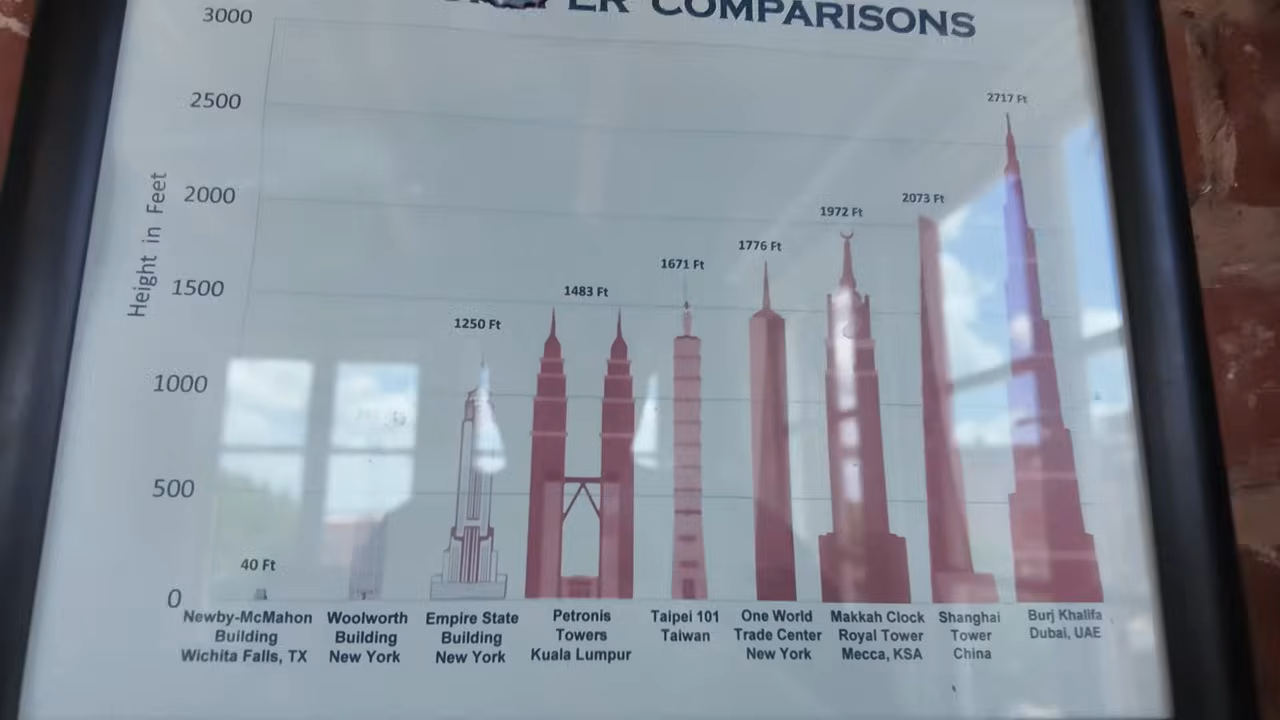 COMPARISONS
3000
2500
2000
1500
1000
500
0
Height in Feet
40 Ft
1250 Ft
1483 Ft
1671 Ft
1776 Ft
1972 Ft
2073 Ft
2717 Ft
Newby-McMahon
Building
Wichita Falls, TX
Woolworth
Building
New York
Empire State
Building
New York
Petronis
Towers
Kuala Lumpur
Taipei 101
Taiwan
One World
Trade Center
New York
Makkah Clock
Royal Tower
Mecca, KSA
Shanghai
Tower
China
Burj Khalifa
Dubai, UAE